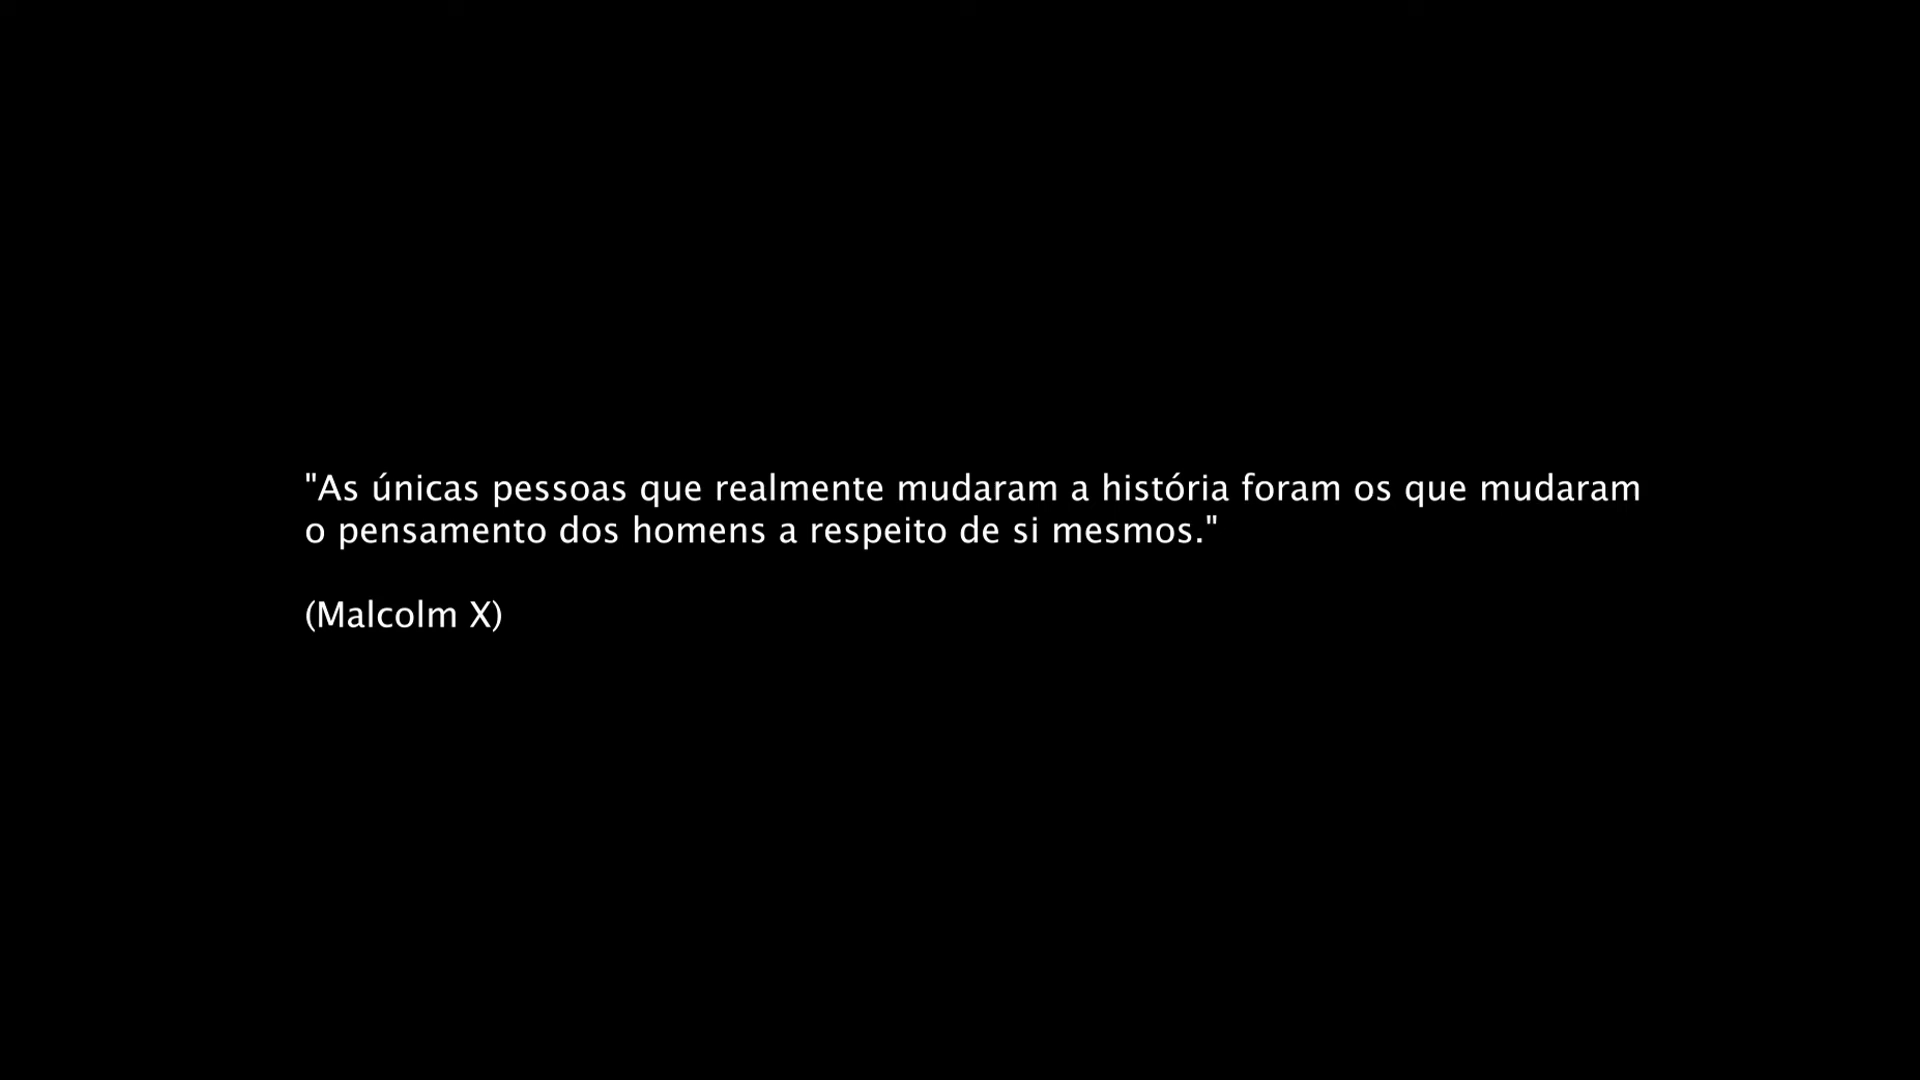 "As únicas pessoas que realmente mudaram a história foram os que mudaram
o pensamento dos homens a respeito de si mesmos."
(Malcolm X)